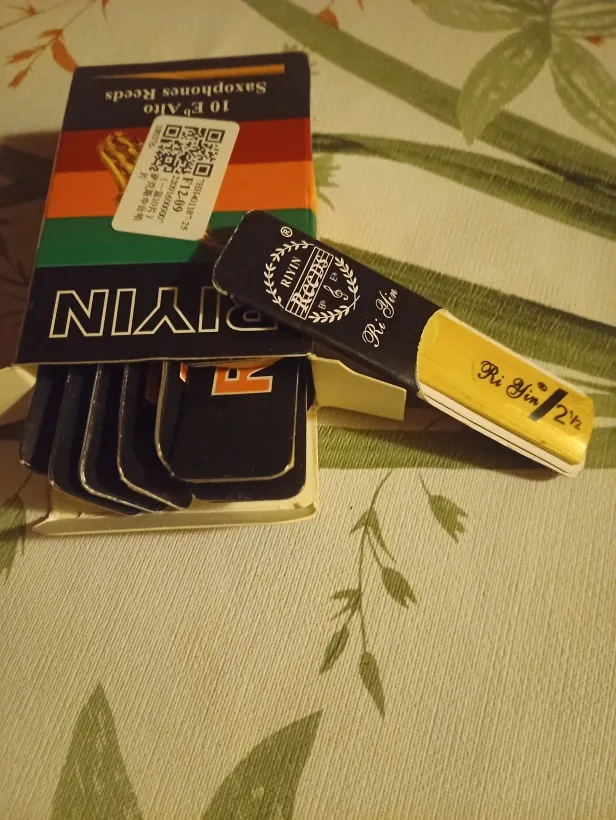 10 E♭ Alto
Saxophones Reeds
F12-09
RIYIN
R
®
RIYIN
Reeds
B♭ E♭
Ri Yin
Ri Yin® 2½